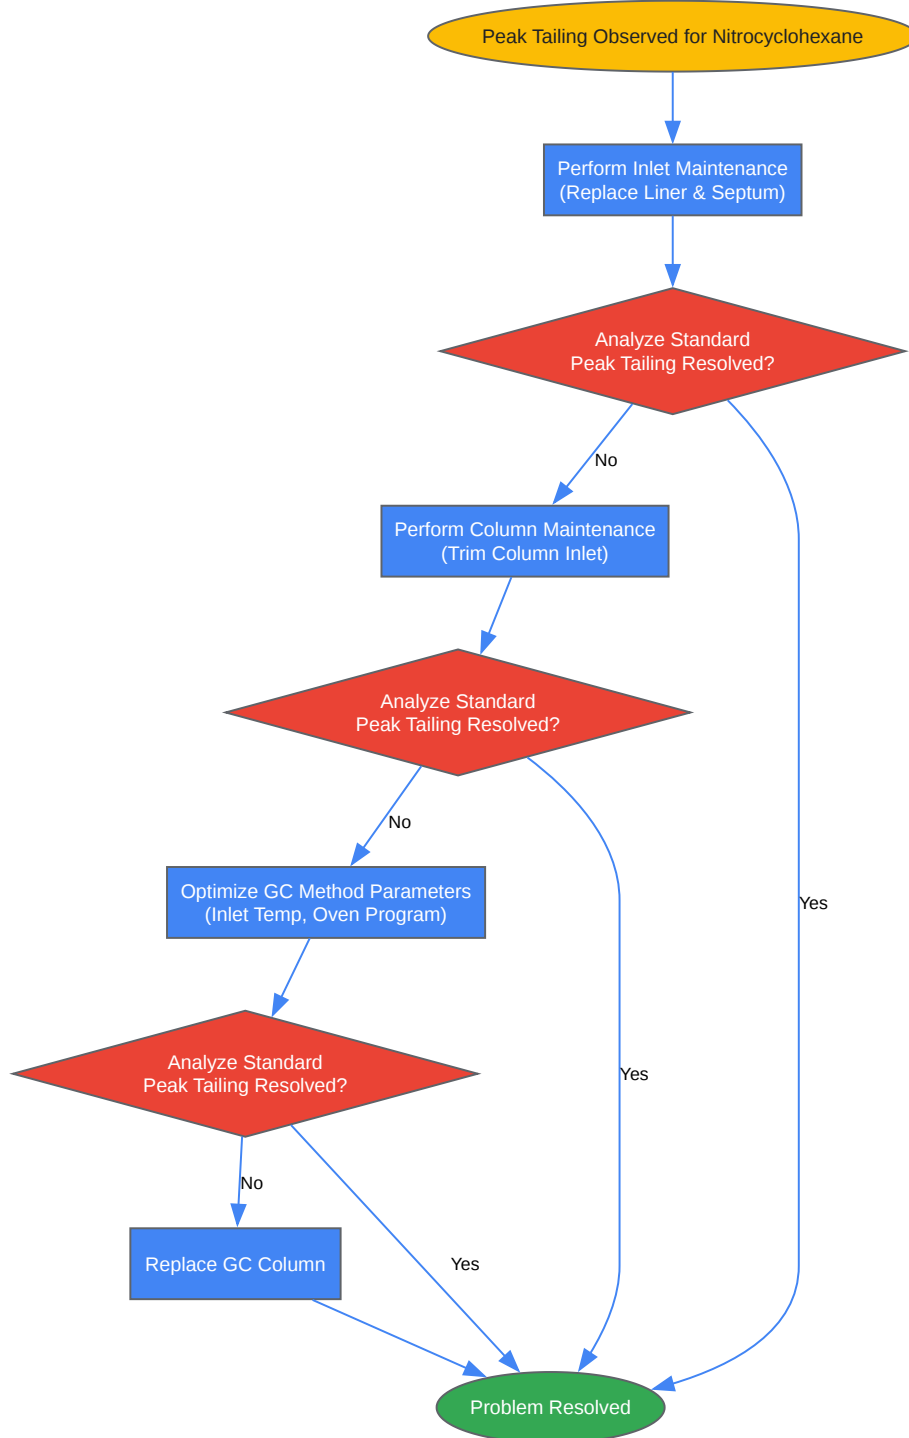 Peak Tailing Observed for Nitrocyclohexane
Perform Inlet Maintenance
(Replace Liner & Septum)
Analyze Standard
Peak Tailing Resolved?
No
Perform Column Maintenance
(Trim Column Inlet)
Analyze Standard
Peak Tailing Resolved?
No
Optimize GC Method Parameters
(Inlet Temp, Oven Program)
Yes
Analyze Standard
Peak Tailing Resolved?
Yes
No
Replace GC Column
Yes
Problem Resolved